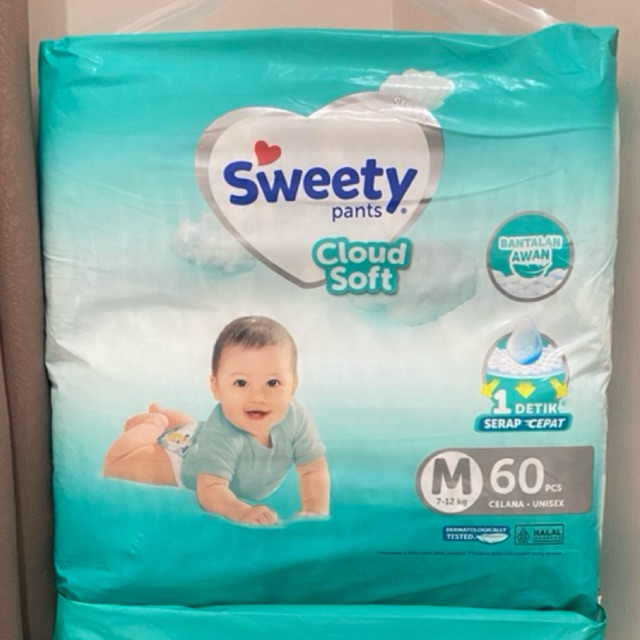 Sweety
pants
Cloud
Soft
BANTALAN
AWAN
1 DETIK
SERAP CEPAT
M
7-12 kg
60 PCS
CELANA • UNISEX
DERMATOLOGICALLY
TESTED
HALAL